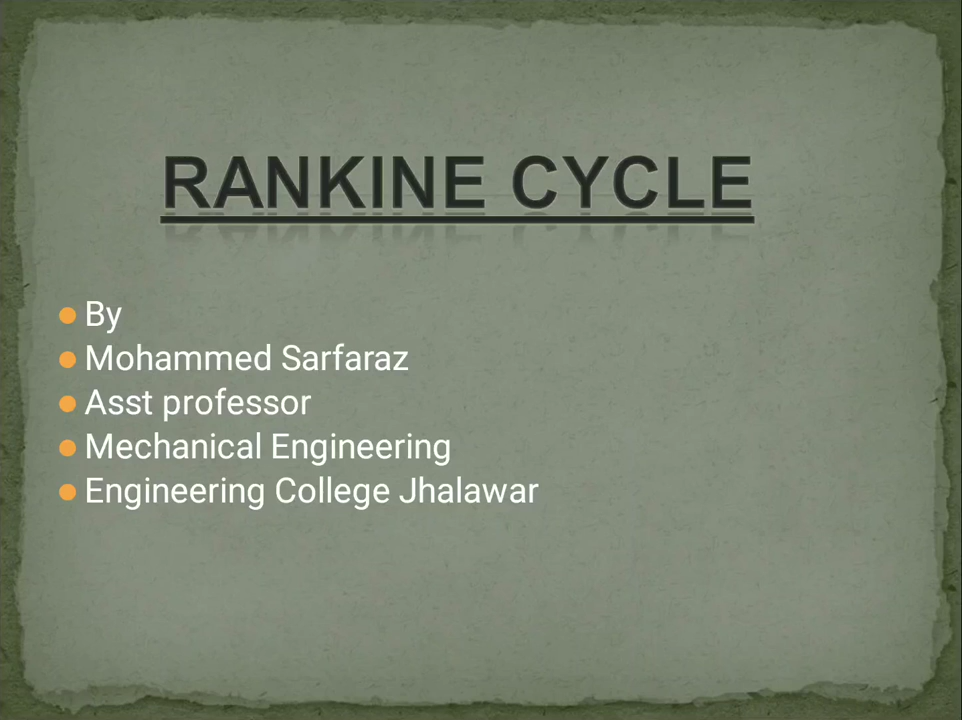 RANKINE CYCLE
By
Mohammed Sarfaraz
Asst professor
Mechanical Engineering
Engineering College Jhalawar